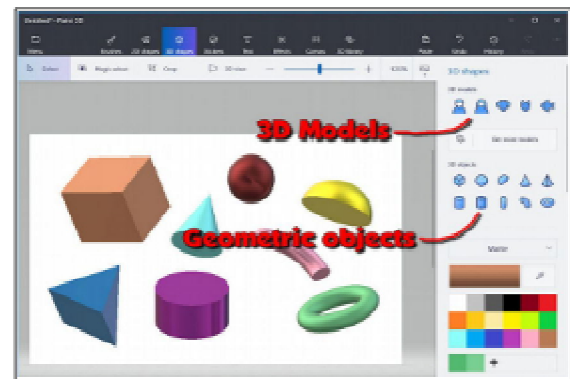 Untitled - Paint 3D
Menu Brushes 2D shapes 3D shapes Stickers Text Effects Canvas 3D library Paste Undo History
Select Magic select Crop 3D view
3D shapes
3D models
3D Models
Get more models
3D objects
Geometric objects
Matte